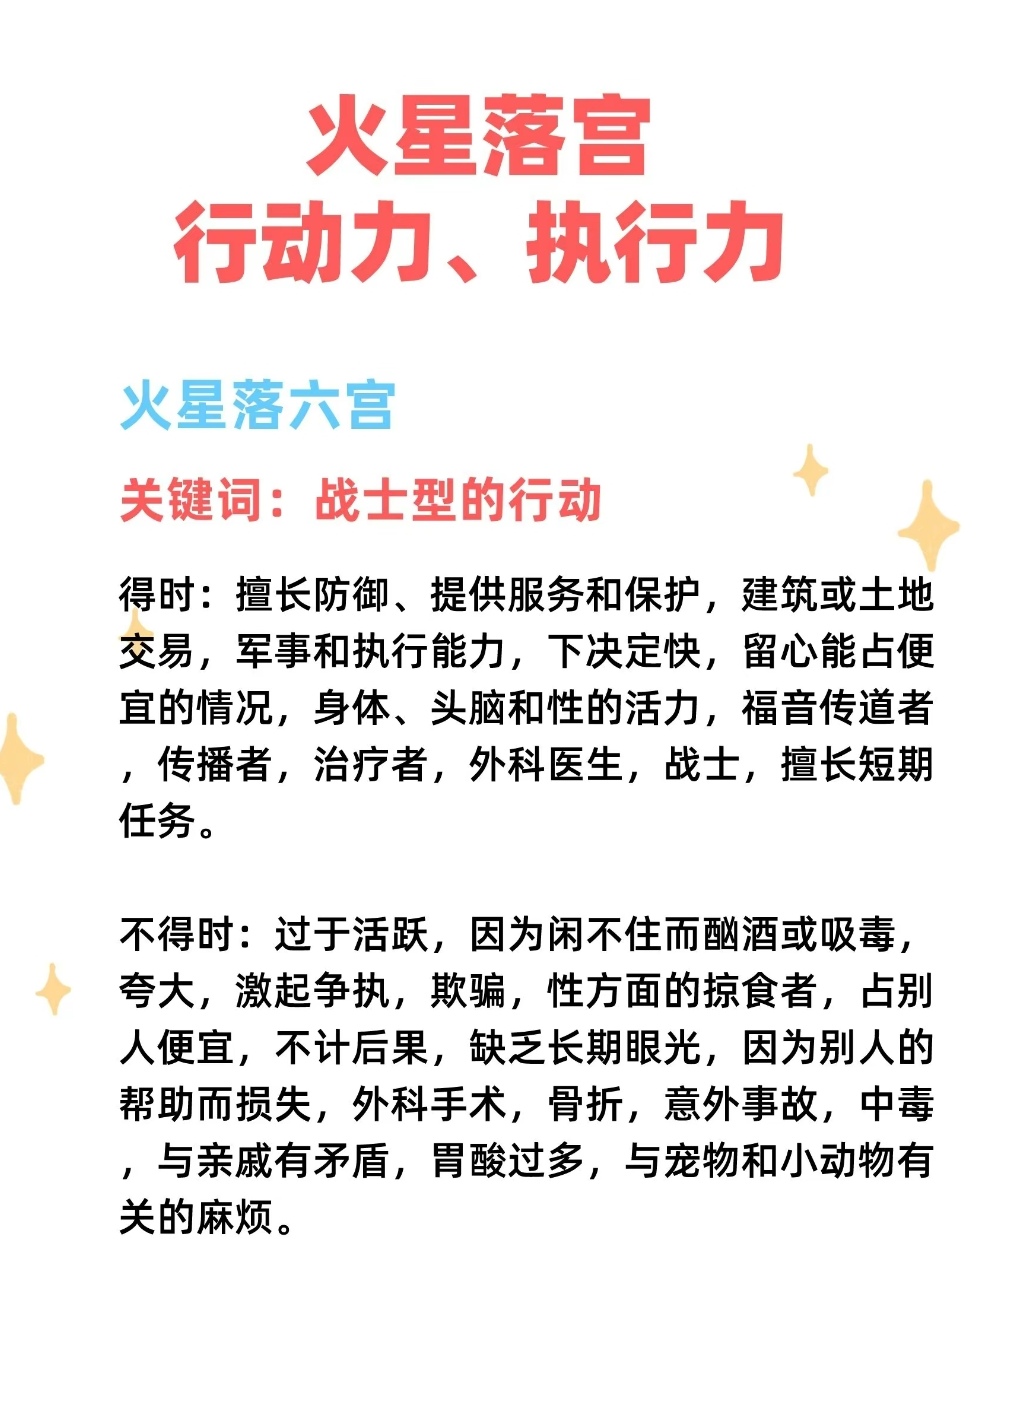 火星落宫
行动力、执行力
火星落六宫
关键词：战士型的行动
得时：擅长防御、提供服务和保护，建筑或土地
交易，军事和执行能力，下决定快，留心能占便
宜的情况，身体、头脑和性的活力，福音传道者
，传播者，治疗者，外科医生，战士，擅长短期
任务。
不得时：过于活跃，因为闲不住而酗酒或吸毒，
夸大，激起争执，欺骗，性方面的掠食者，占别
人便宜，不计后果，缺乏长期眼光，因为别人的
帮助而损失，外科手术，骨折，意外事故，中毒
，与亲戚有矛盾，胃酸过多，与宠物和小动物有
关的麻烦。